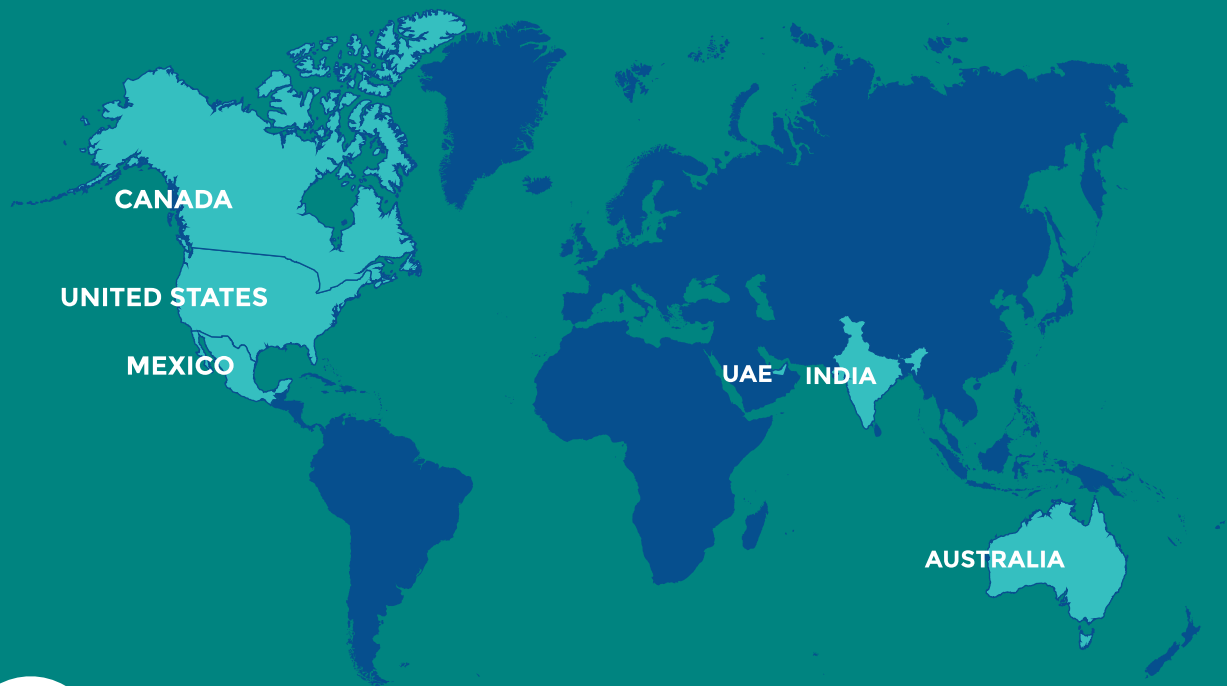 CANADA
UNITED STATES
MEXICO
UAE
INDIA
AUSTRALIA